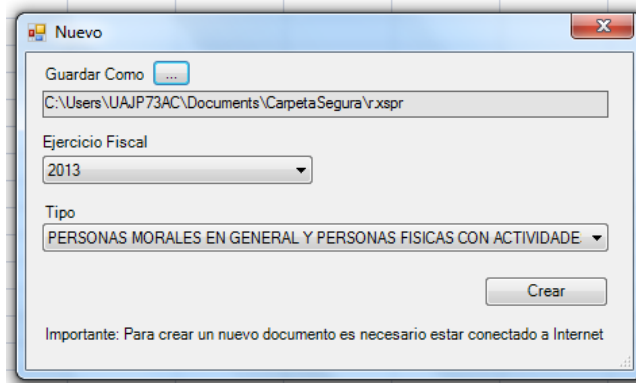 Nuevo
Guardar Como ...
C:\Users\UAJP73AC\Documents\CarpetaSegura\r.xspr
Ejercicio Fiscal
2013
Tipo
PERSONAS MORALES EN GENERAL Y PERSONAS FISICAS CON ACTIVIDADE
Crear
Importante: Para crear un nuevo documento es necesario estar conectado a Internet